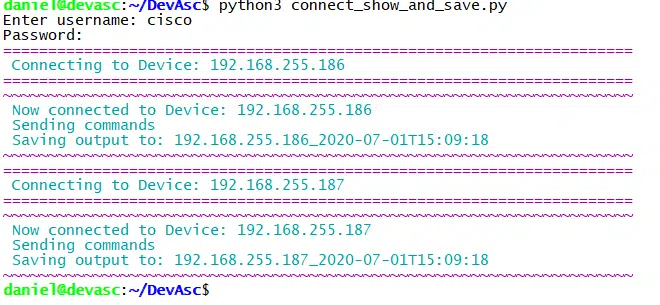 daniel@devasc:~/DevAsc$ python3 connect_show_and_save.py
Enter username: cisco
Password:
======================================================================
Connecting to Device: 192.168.255.186
======================================================================
~~~~~~~~~~~~~~~~~~~~~~~~~~~~~~~~~~~~~~~~~~~~~~~~~~~~~~~~~~~~~~~~~~~~~~
Now connected to Device: 192.168.255.186
Sending commands
Saving output to: 192.168.255.186_2020-07-01T15:09:18
~~~~~~~~~~~~~~~~~~~~~~~~~~~~~~~~~~~~~~~~~~~~~~~~~~~~~~~~~~~~~~~~~~~~~~
======================================================================
Connecting to Device: 192.168.255.187
======================================================================
~~~~~~~~~~~~~~~~~~~~~~~~~~~~~~~~~~~~~~~~~~~~~~~~~~~~~~~~~~~~~~~~~~~~~~
Now connected to Device: 192.168.255.187
Sending commands
Saving output to: 192.168.255.187_2020-07-01T15:09:18
~~~~~~~~~~~~~~~~~~~~~~~~~~~~~~~~~~~~~~~~~~~~~~~~~~~~~~~~~~~~~~~~~~~~~~
daniel@devasc:~/DevAsc$